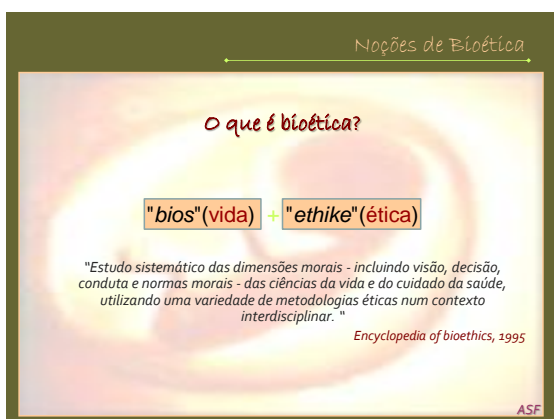 Noções de Bioética
O que é bioética?
"bios"(vida) + "ethike"(ética)
"Estudo sistemático das dimensões morais - incluindo visão, decisão,
conduta e normas morais - das ciências da vida e do cuidado da saúde,
utilizando uma variedade de metodologias éticas num contexto
interdisciplinar. "
Encyclopedia of bioethics, 1995
ASF